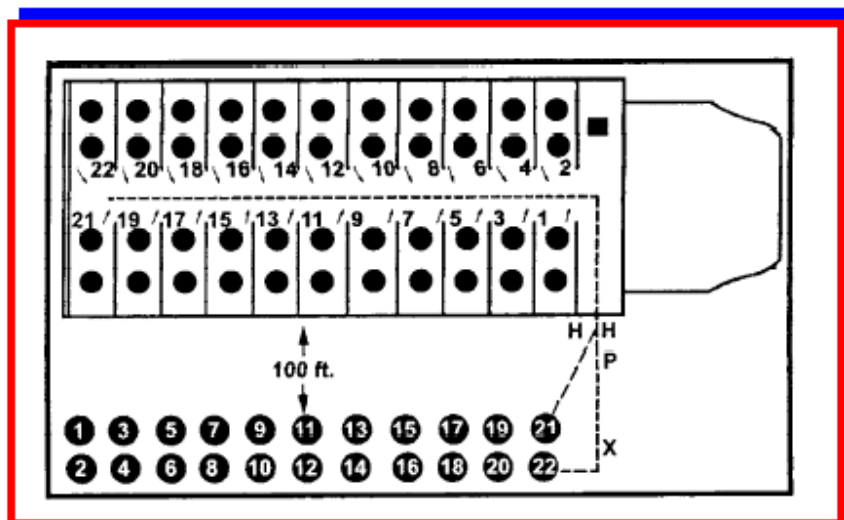 22 20 18 16 14 12 10 8 6 4 2
21 19 17 15 13 11 9 7 5 3 1
H H
P
100 ft.
1 3 5 7 9 11 13 15 17 19 21
X
2 4 6 8 10 12 14 16 18 20 22